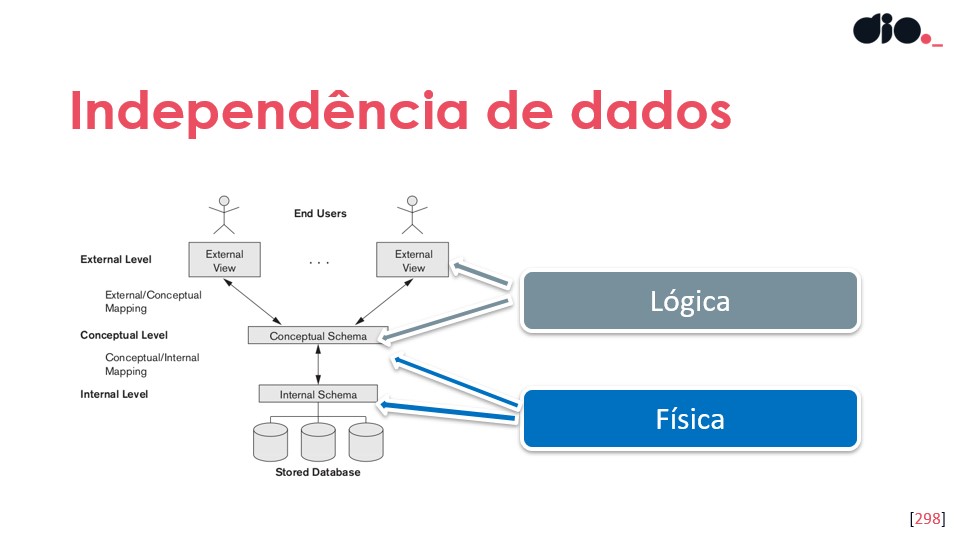 dio._
Independência de dados
End Users
External Level
External
View
. . .
External
View
External/Conceptual
Mapping
Lógica
Conceptual Level
Conceptual Schema
Conceptual/Internal
Mapping
Internal Level
Internal Schema
Física
Stored Database
[298]